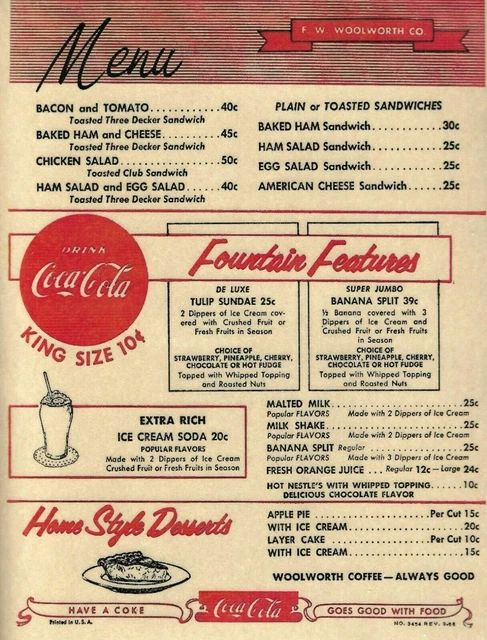 Menu
F. W. WOOLWORTH CO.
BACON and TOMATO............40c
Toasted Three Decker Sandwich
BAKED HAM and CHEESE..........45c
Toasted Three Decker Sandwich
CHICKEN SALAD................50c
Toasted Club Sandwich
HAM SALAD and EGG SALAD......40c
Toasted Three Decker Sandwich
PLAIN or TOASTED SANDWICHES
BAKED HAM Sandwich............30c
HAM SALAD Sandwich............25c
EGG SALAD Sandwich............25c
AMERICAN CHEESE Sandwich.....25c
DRINK
Coca-Cola
KING SIZE 10¢
Fountain Features
DE LUXE
TULIP SUNDAE 25c
2 Dippers of Ice Cream cov-
ered with Crushed Fruit or
Fresh Fruits in Season
CHOICE OF
STRAWBERRY, PINEAPPLE, CHERRY,
CHOCOLATE OR HOT FUDGE
Topped with Whipped Topping
and Roasted Nuts
SUPER JUMBO
BANANA SPLIT 39c
½ Banana covered with 3
Dippers of Ice Cream and
Crushed Fruit or Fresh Fruits
in Season
CHOICE OF
STRAWBERRY, PINEAPPLE, CHERRY,
CHOCOLATE OR HOT FUDGE
Topped with Whipped Topping
and Roasted Nuts
EXTRA RICH
ICE CREAM SODA 20c
POPULAR FLAVORS
Made with 2 Dippers of Ice Cream
Crushed Fruit or Fresh Fruits in Season
MALTED MILK.........................25c
Popular FLAVORS Made with 2 Dippers of Ice Cream
MILK SHAKE..........................25c
Popular FLAVORS Made with 2 Dippers of Ice Cream
BANANA SPLIT Regular................25c
Popular FLAVORS Made with 3 Dippers of Ice Cream
FRESH ORANGE JUICE ... Regular 12c—Large 24c
HOT NESTLE'S WITH WHIPPED TOPPING......10c
DELICIOUS CHOCOLATE FLAVOR
Home Style Desserts
APPLE PIE....................Per Cut 15c
WITH ICE CREAM......................20c
LAYER CAKE...................Per Cut 10c
WITH ICE CREAM......................15c
WOOLWORTH COFFEE—ALWAYS GOOD
HAVE A COKE
Coca-Cola
GOES GOOD WITH FOOD
Printed in U. S. A.